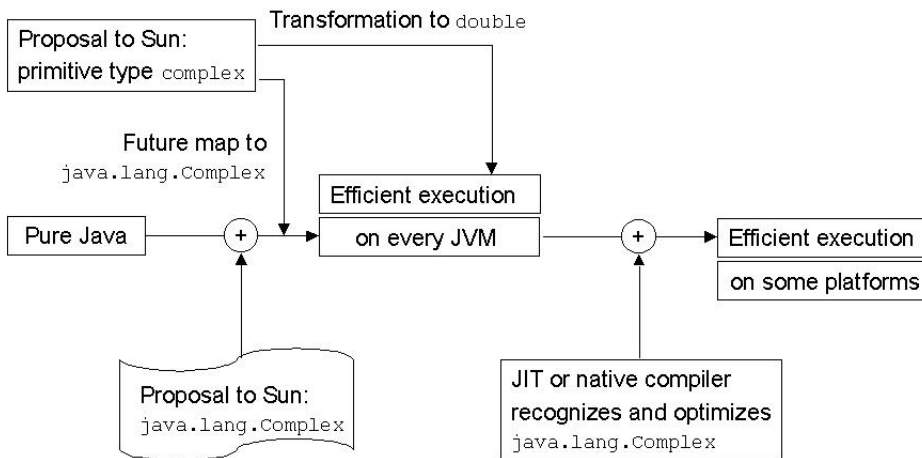 Transformation to double
Proposal to Sun:
primitive type complex
Future map to
java.lang.Complex
Efficient execution
on every JVM
Pure Java
+
+
Efficient execution
on some platforms
Proposal to Sun:
java.lang.Complex
JIT or native compiler
recognizes and optimizes
java.lang.Complex